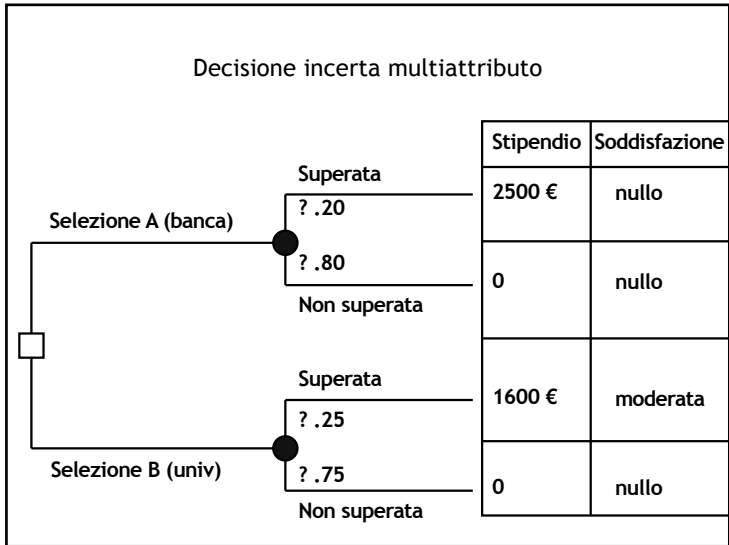 Decisione incerta multiattributo
Stipendio Soddisfazione
Superata
2500 € nullo
? .20
Selezione A (banca)
? .80
0 nullo
Non superata
Superata
1600 € moderata
? .25
Selezione B (univ)
? .75
0 nullo
Non superata